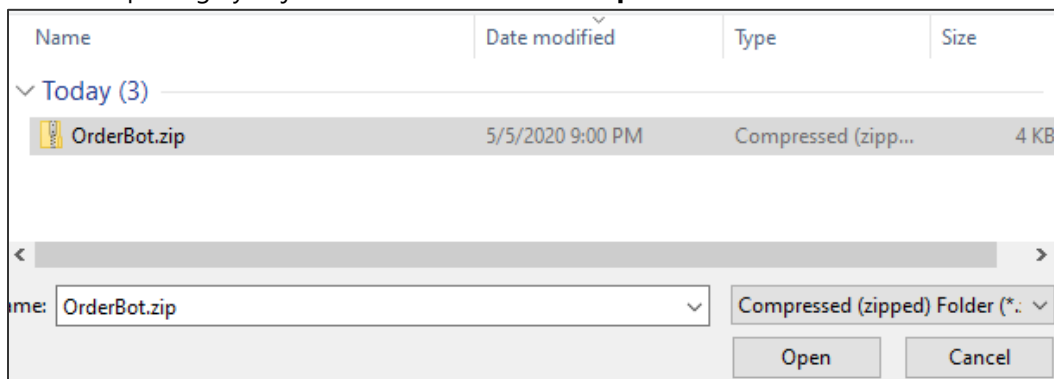 Name Date modified Type Size
Today (3)
OrderBot.zip 5/5/2020 9:00 PM Compressed (zipp... 4 KB
ame: OrderBot.zip Compressed (zipped) Folder (*.:
Open Cancel